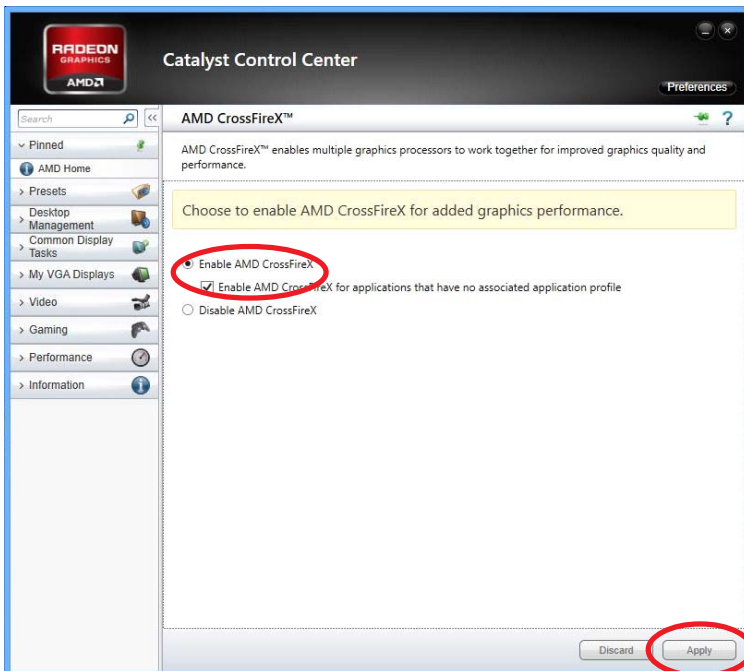 RADEON
GRAPHICS
AMD
Catalyst Control Center
Preferences
Search
<<
AMD CrossFireX™
?
Pinned
AMD Home
Presets
Desktop
Management
Common Display
Tasks
My VGA Displays
Video
Gaming
Performance
Information
AMD CrossFireX™ enables multiple graphics processors to work together for improved graphics quality and
performance.
Choose to enable AMD CrossFireX for added graphics performance.
Enable AMD CrossFireX
Enable AMD CrossFireX for applications that have no associated application profile
Disable AMD CrossFireX
Discard
Apply